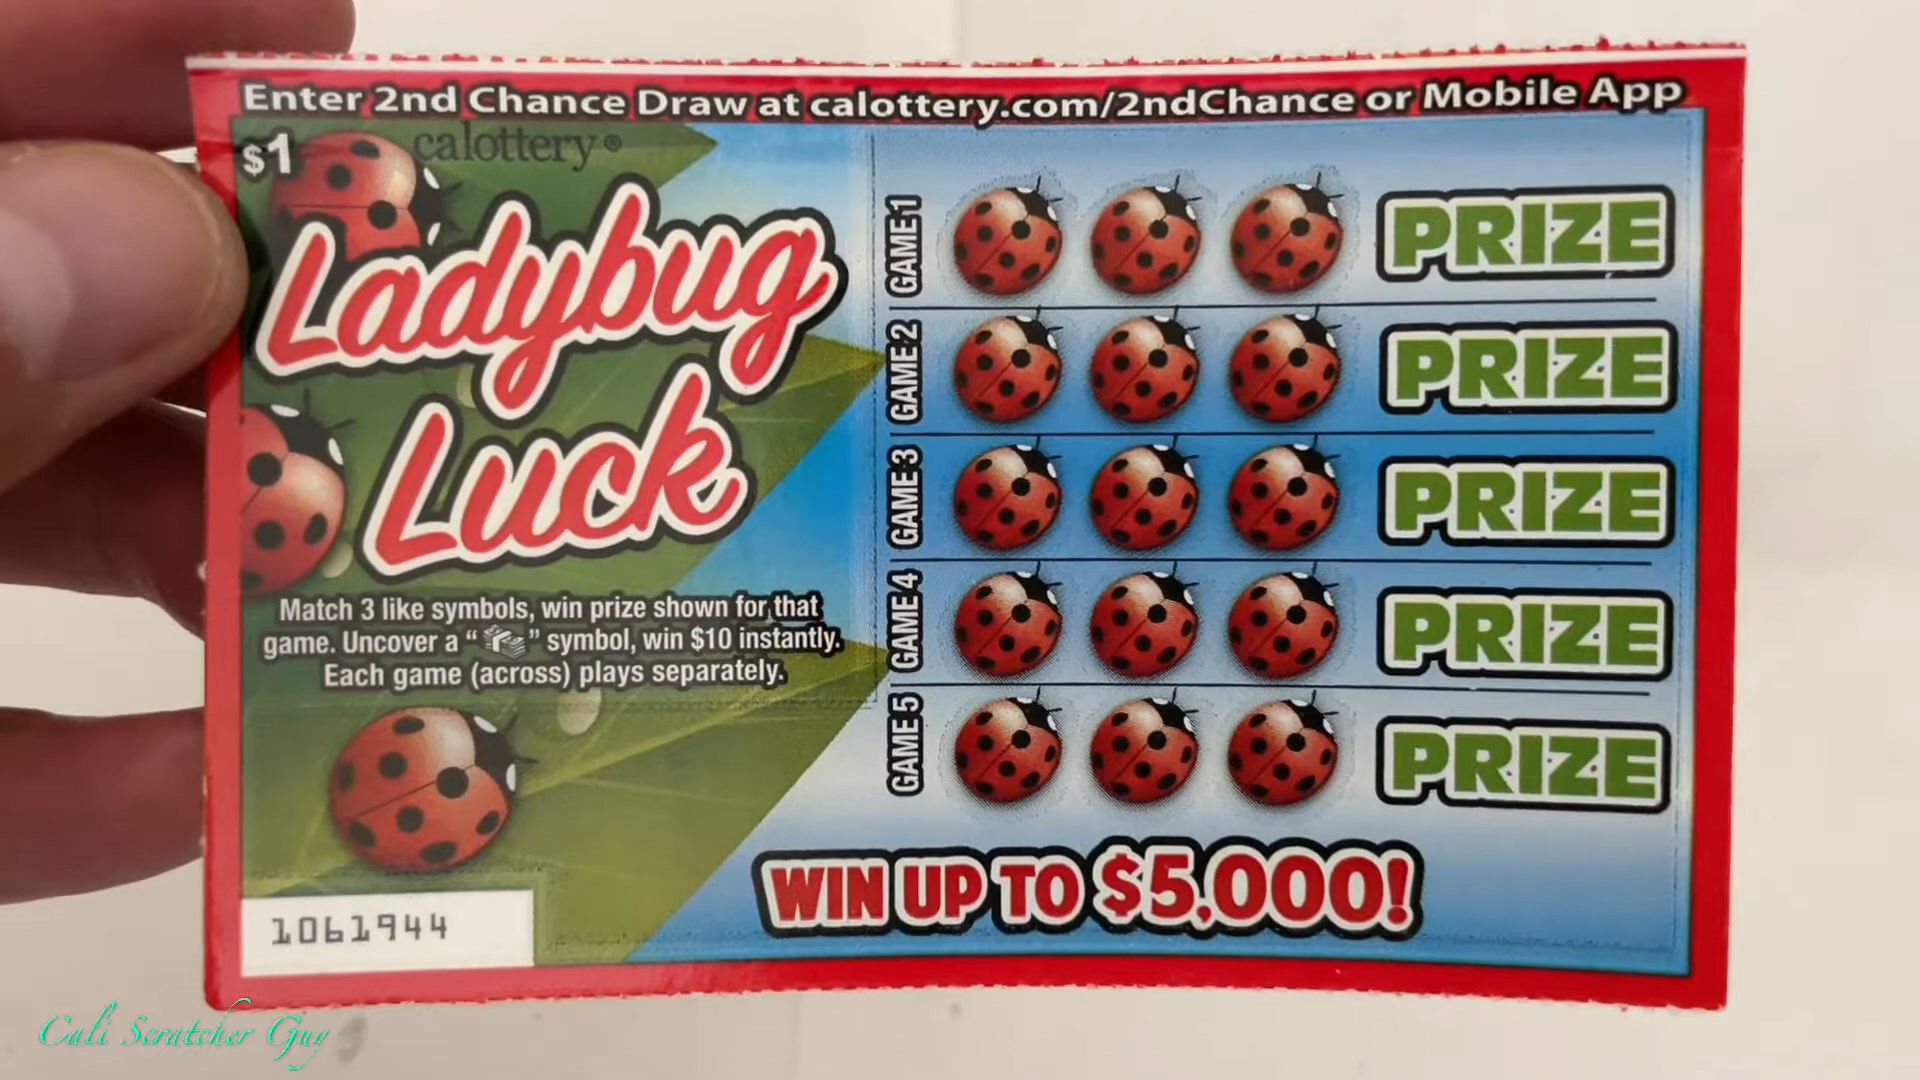 Enter 2nd Chance Draw at calottery.com/2ndChance or Mobile App
$1
calottery®
Ladybug
Luck
Match 3 like symbols, win prize shown for that
game. Uncover a “ ” symbol, win $10 instantly.
Each game (across) plays separately.
1061944
GAME 1
PRIZE
GAME 2
PRIZE
GAME 3
PRIZE
GAME 4
PRIZE
GAME 5
PRIZE
WIN UP TO $5,000!
Cali Scratcher Guy